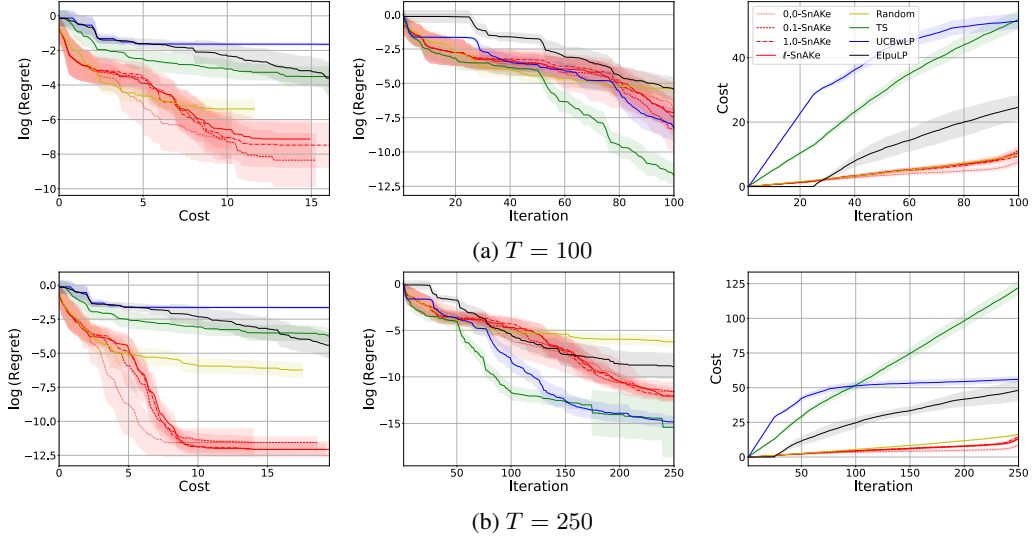 0
−2
−4
−6
−8
−10
log (Regret)
0
5
10
15
Cost
0.0
−2.5
−5.0
−7.5
−10.0
−12.5
log (Regret)
20
40
60
80
100
Iteration
0
20
40
Cost
20
40
60
80
100
Iteration
0.0-SnAKe
0.1-SnAKe
1.0-SnAKe
ℓ-SnAKe
Random
TS
UCBwLP
EIpuLP
(a) T = 100
0.0
−2.5
−5.0
−7.5
−10.0
−12.5
log (Regret)
0
5
10
15
Cost
0
−5
−10
−15
log (Regret)
50
100
150
200
250
Iteration
0
25
50
75
100
125
Cost
50
100
150
200
250
Iteration
(b) T = 250